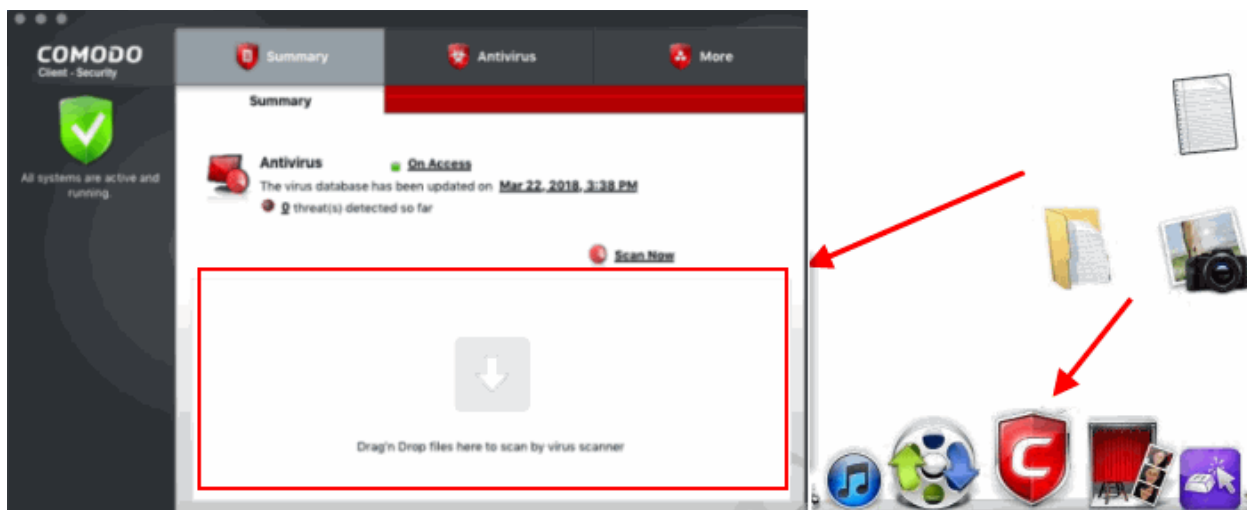 COMODO
Client - Security
Summary
Antivirus
More
Summary
All systems are active and
running.
Antivirus
On Access
The virus database has been updated on Mar 22, 2018, 3:38 PM
0 threat(s) detected so far
Scan Now
Drag'n Drop files here to scan by virus scanner
C